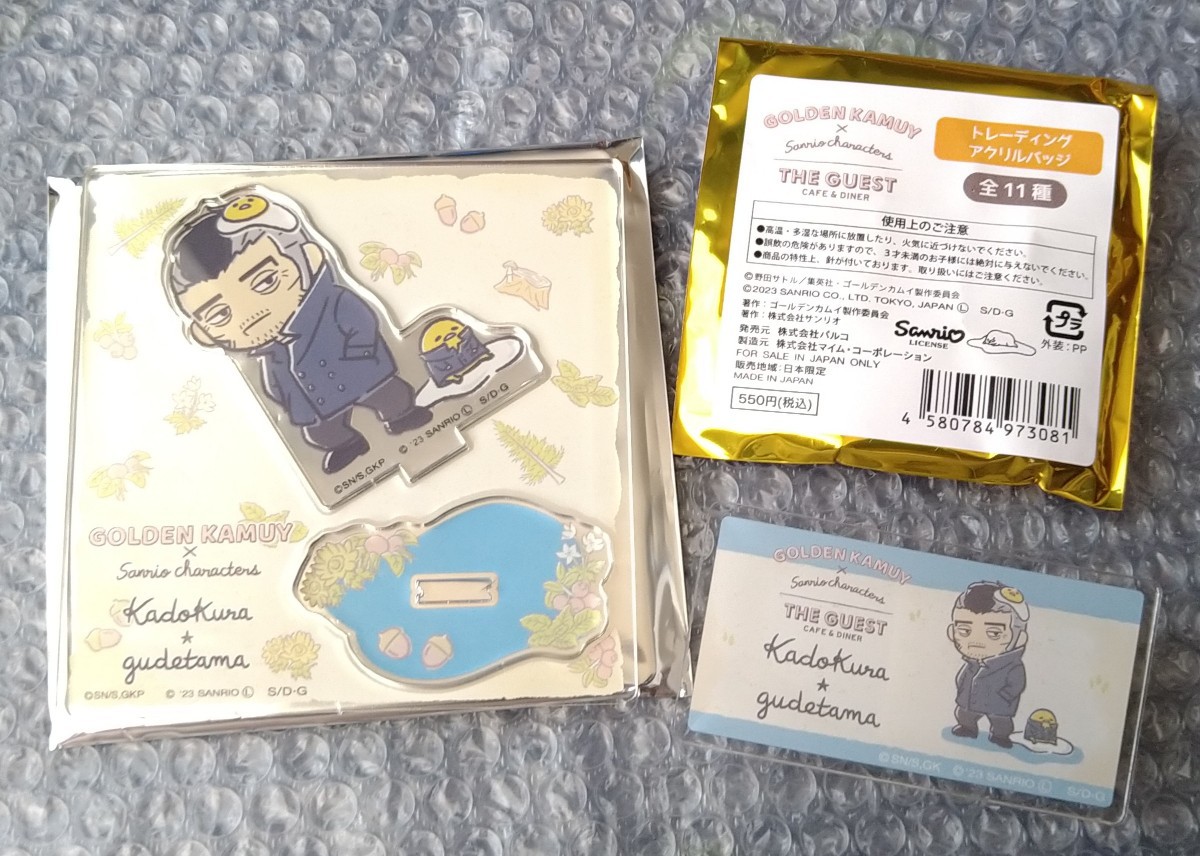 ©SN/S,GKP © '23 SANRIO Ⓛ S/D・G
GOLDEN KAMUY
×
Sanrio characters
Kadokura
★
gudetama
©SN/S,GKP © '23 SANRIO Ⓛ S/D・G
GOLDEN KAMUY
×
Sanrio characters
THE GUEST
CAFE & DINER
トレーディング
アクリルバッジ
全11種
使用上のご注意
●高温・多湿な場所に放置したり、火気に近づけないでください。
●誤飲の危険がありますので、3才未満のお子様には絶対に与えないでください。
●商品の特性上、針が付いております。取り扱いにはご注意ください。
©野田サトル／集英社・ゴールデンカムイ製作委員会
©2023 SANRIO CO., LTD. TOKYO, JAPAN Ⓛ S/D・G
著作：ゴールデンカムイ製作委員会
著作：株式会社サンリオ
発売元 株式会社パルコ
製造元 株式会社マイム・コーポレーション
FOR SALE IN JAPAN ONLY
販売地域：日本限定
MADE IN JAPAN
550円(税込)
Sanrio
LICENSE
プラ
外装：PP
4 580784 973081
GOLDEN KAMUY
×
Sanrio characters
THE GUEST
CAFE & DINER
Kadokura
★
gudetama
©SN/S,GK © '23 SANRIO Ⓛ S/D・G